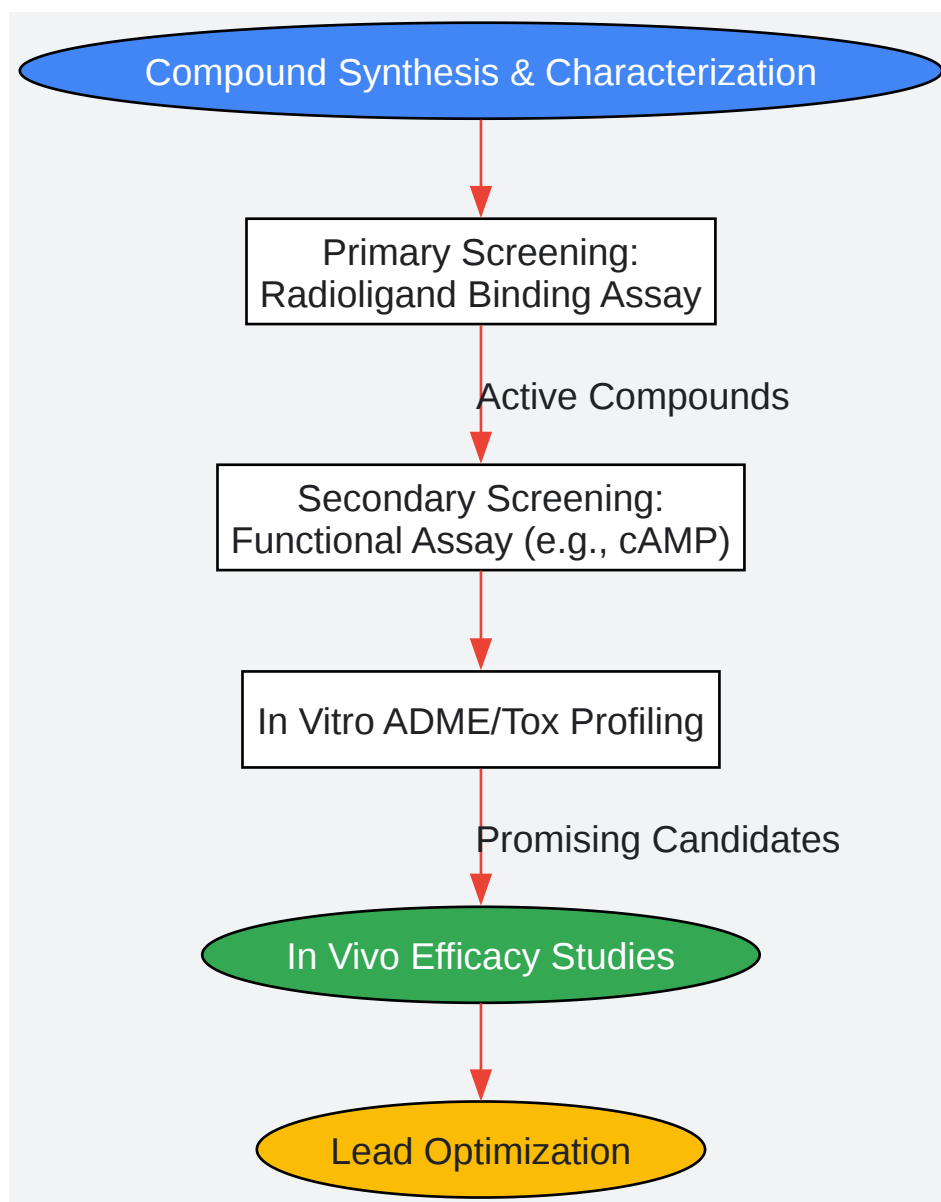 Compound Synthesis & Characterization
Primary Screening:
Radioligand Binding Assay
Active Compounds
Secondary Screening:
Functional Assay (e.g., cAMP)
In Vitro ADME/Tox Profiling
Promising Candidates
In Vivo Efficacy Studies
Lead Optimization